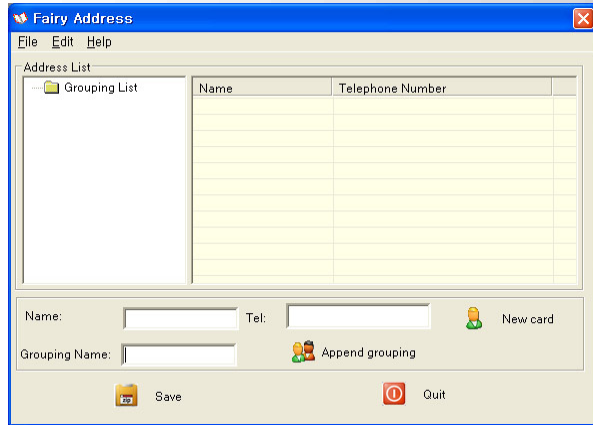 Fairy Address
File Edit Help
Address List
Grouping List
Name Telephone Number
Name: Tel: New card
Grouping Name: Append grouping
zip Save Quit